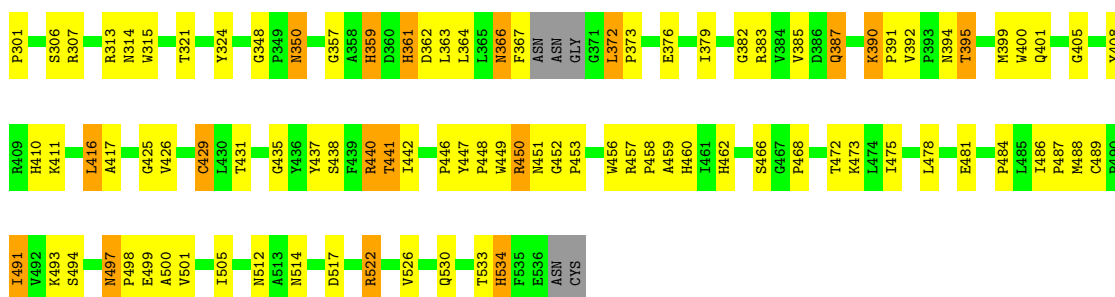 P301 S306 R307 R313 N314 W315 T321 Y324 G348 P349 N350 G357 A358 H359 D360 H361 D362 L363 L364 L365 N366 F367 ASN ASN GLY G371 L372 P373 E376 I379 G382 R383 V384 V385 D386 Q387 K390 P391 V392 P393 N394 T395 M399 W400 Q401 G405 Y408
R409 H410 K411 L416 A417 G425 V426 C429 L430 T431 G435 Y436 Y437 S438 F439 R440 T441 I442 P446 Y447 P448 W449 R450 N451 G452 P453 W456 R457 P458 A459 H460 I461 H462 S466 G467 P468 T472 K473 L474 I475 L478 E481 P484 L485 I486 P487 M488 C489
I491 V492 K493 S494 N497 P498 E499 A500 V501 I505 N512 A513 N514 D517 R522 V526 Q530 T533 H534 F535 E536 ASN CYS